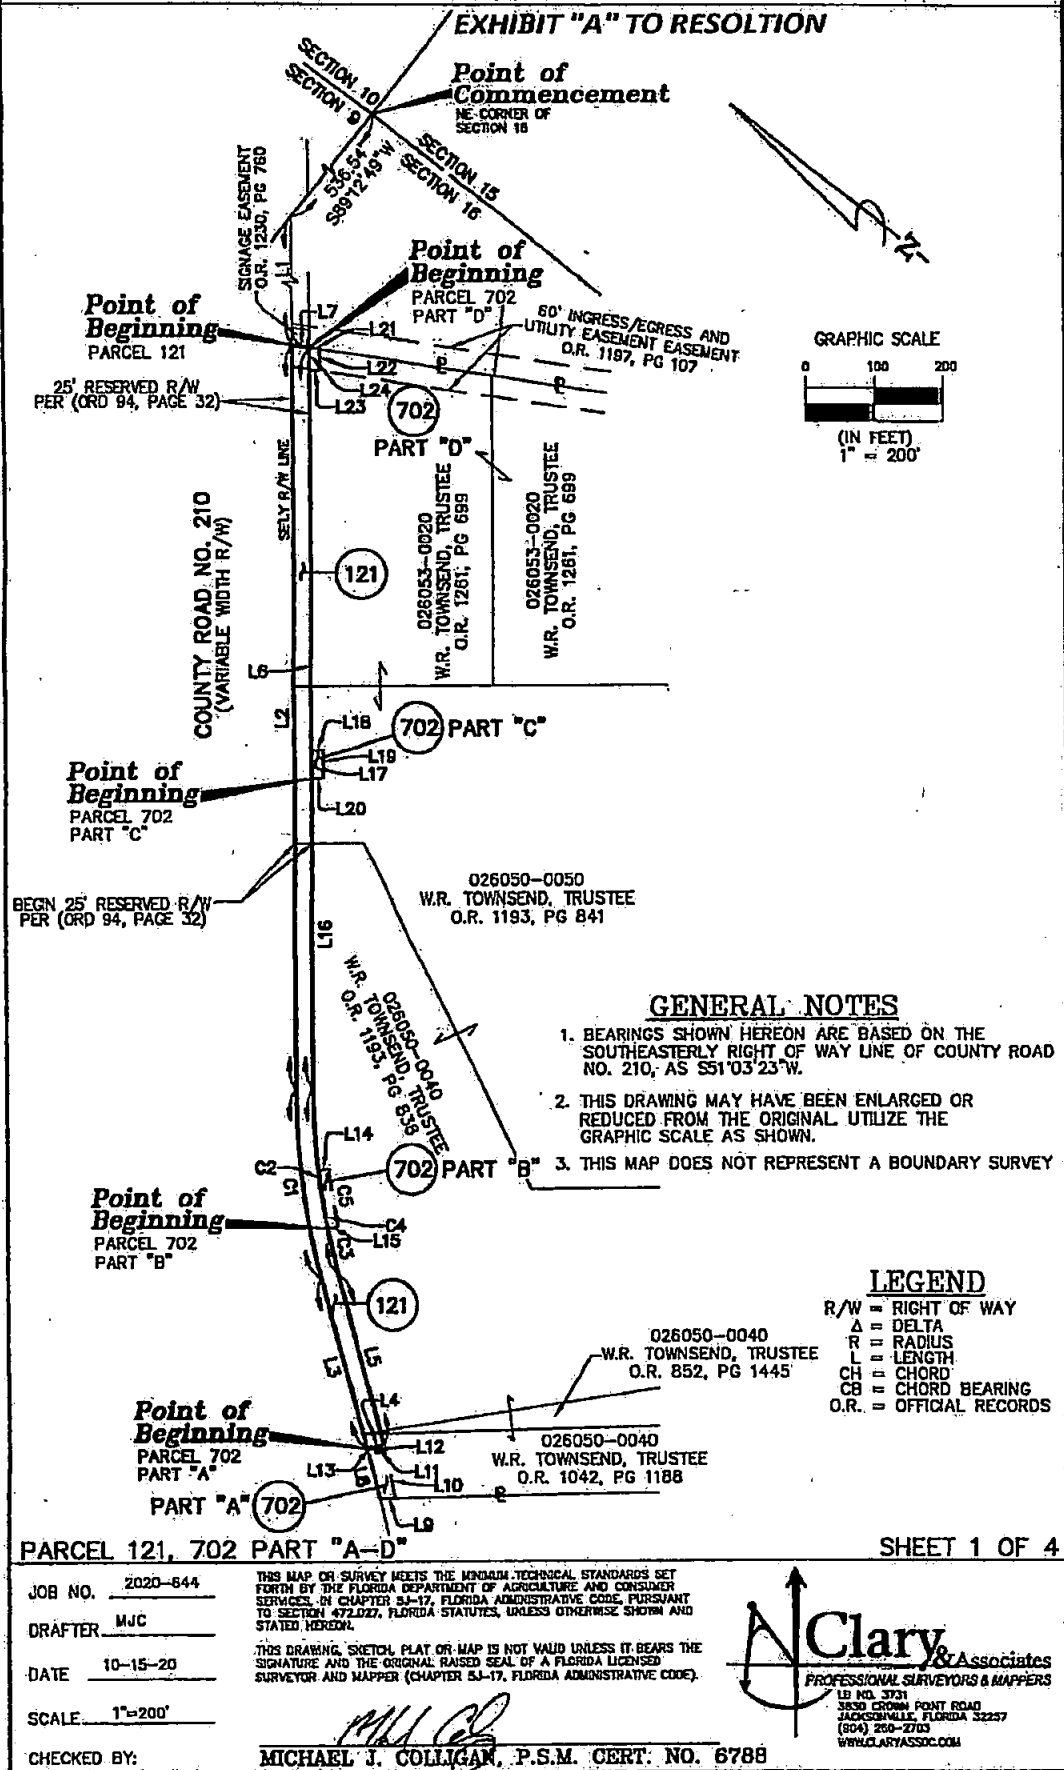 EXHIBIT "A" TO RESOLTION
SECTION 10
SECTION 9
Point of
Commencement
NE CORNER OF
SECTION 16
SECTION 15
SECTION 16
536.54'
S89°12'49"W
SIGNAGE EASEMENT
O.R. 1230, PG 760
L1
Point of
Beginning
PARCEL 702
PART "D"
Point of
Beginning
PARCEL 121
L7
L21
60' INGRESS/EGRESS AND
UTILITY EASEMENT EASEMENT
O.R. 1197, PG 107
N
GRAPHIC SCALE
0 100 200
(IN FEET)
1" = 200'
25' RESERVED R/W
PER (ORD 94, PAGE 32)
L22
L24
L23
702
PART "D"
SELY R/W LINE
COUNTY ROAD NO. 210
(VARIABLE WIDTH R/W)
121
026053-0020
W.R. TOWNSEND, TRUSTEE
O.R. 1261, PG 699
026053-0020
W.R. TOWNSEND, TRUSTEE
O.R. 1261, PG 699
L6
L2
L18
702 PART "C"
L19
L17
L20
Point of
Beginning
PARCEL 702
PART "C"
BEGIN 25' RESERVED R/W
PER (ORD 94, PAGE 32)
026050-0050
W.R. TOWNSEND, TRUSTEE
O.R. 1193, PG 841
L16
026050-0040
W.R. TOWNSEND, TRUSTEE
O.R. 1193, PG 838
GENERAL NOTES
1. BEARINGS SHOWN HEREON ARE BASED ON THE
SOUTHEASTERLY RIGHT OF WAY LINE OF COUNTY ROAD
NO. 210, AS S51°03'23"W.
2. THIS DRAWING MAY HAVE BEEN ENLARGED OR
REDUCED FROM THE ORIGINAL. UTILIZE THE
GRAPHIC SCALE AS SHOWN.
3. THIS MAP DOES NOT REPRESENT A BOUNDARY SURVEY
L14
C2
702 PART "B"
C1
C5
C4
L15
C3
Point of
Beginning
PARCEL 702
PART "B"
121
LEGEND
R/W = RIGHT OF WAY
Δ = DELTA
R = RADIUS
L = LENGTH
CH = CHORD
CB = CHORD BEARING
O.R. = OFFICIAL RECORDS
L3
L5
026050-0040
W.R. TOWNSEND, TRUSTEE
O.R. 852, PG 1445
L4
Point of
Beginning
PARCEL 702
PART "A"
L12
L13
L8
L11
L10
026050-0040
W.R. TOWNSEND, TRUSTEE
O.R. 1042, PG 1188
PART "A" 702
L9
PARCEL 121, 702 PART "A-D"
SHEET 1 OF 4
JOB NO. 2020-644
DRAFTER MJC
DATE 10-15-20
SCALE 1"=200'
CHECKED BY:
THIS MAP OR SURVEY MEETS THE MINIMUM TECHNICAL STANDARDS SET
FORTH BY THE FLORIDA DEPARTMENT OF AGRICULTURE AND CONSUMER
SERVICES, IN CHAPTER 5J-17, FLORIDA ADMINISTRATIVE CODE, PURSUANT
TO SECTION 472.027, FLORIDA STATUTES, UNLESS OTHERWISE SHOWN AND
STATED HEREON.
THIS DRAWING, SKETCH, PLAT OR MAP IS NOT VALID UNLESS IT BEARS THE
SIGNATURE AND THE ORIGINAL RAISED SEAL OF A FLORIDA LICENSED
SURVEYOR AND MAPPER (CHAPTER 5J-17, FLORIDA ADMINISTRATIVE CODE).
MICHAEL J. COLLIGAN, P.S.M. CERT. NO. 6788
Clary
& Associates
PROFESSIONAL SURVEYORS & MAPPERS
LB NO. 3731
3830 CROWN POINT ROAD
JACKSONVILLE, FLORIDA 32257
(904) 260-2703
WWW.CLARYASSOC.COM